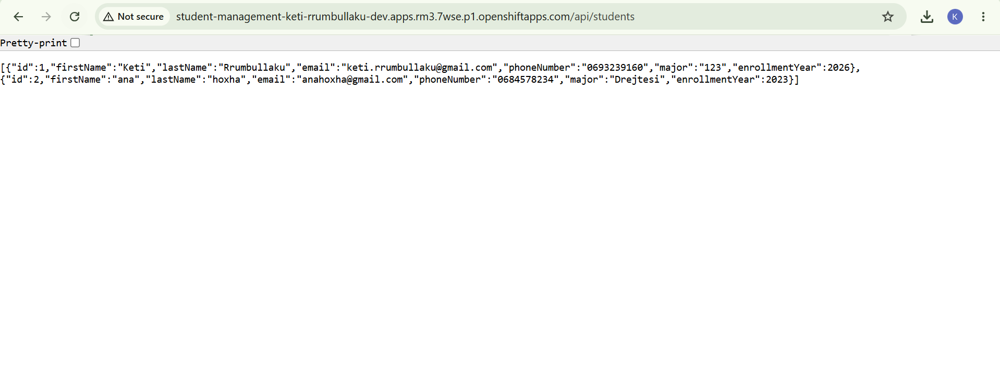 Not secure student-management-keti-rrumbullaku-dev.apps.rm3.7wse.p1.openshiftapps.com/api/students K
Pretty-print
[{"id":1,"firstName":"Keti","lastName":"Rrumbullaku","email":"keti.rrumbullaku@gmail.com","phoneNumber":"0693239160","major":"123","enrollmentYear":2026},
{"id":2,"firstName":"ana","lastName":"hoxha","email":"anahoxha@gmail.com","phoneNumber":"0684578234","major":"Drejtesi","enrollmentYear":2023}]